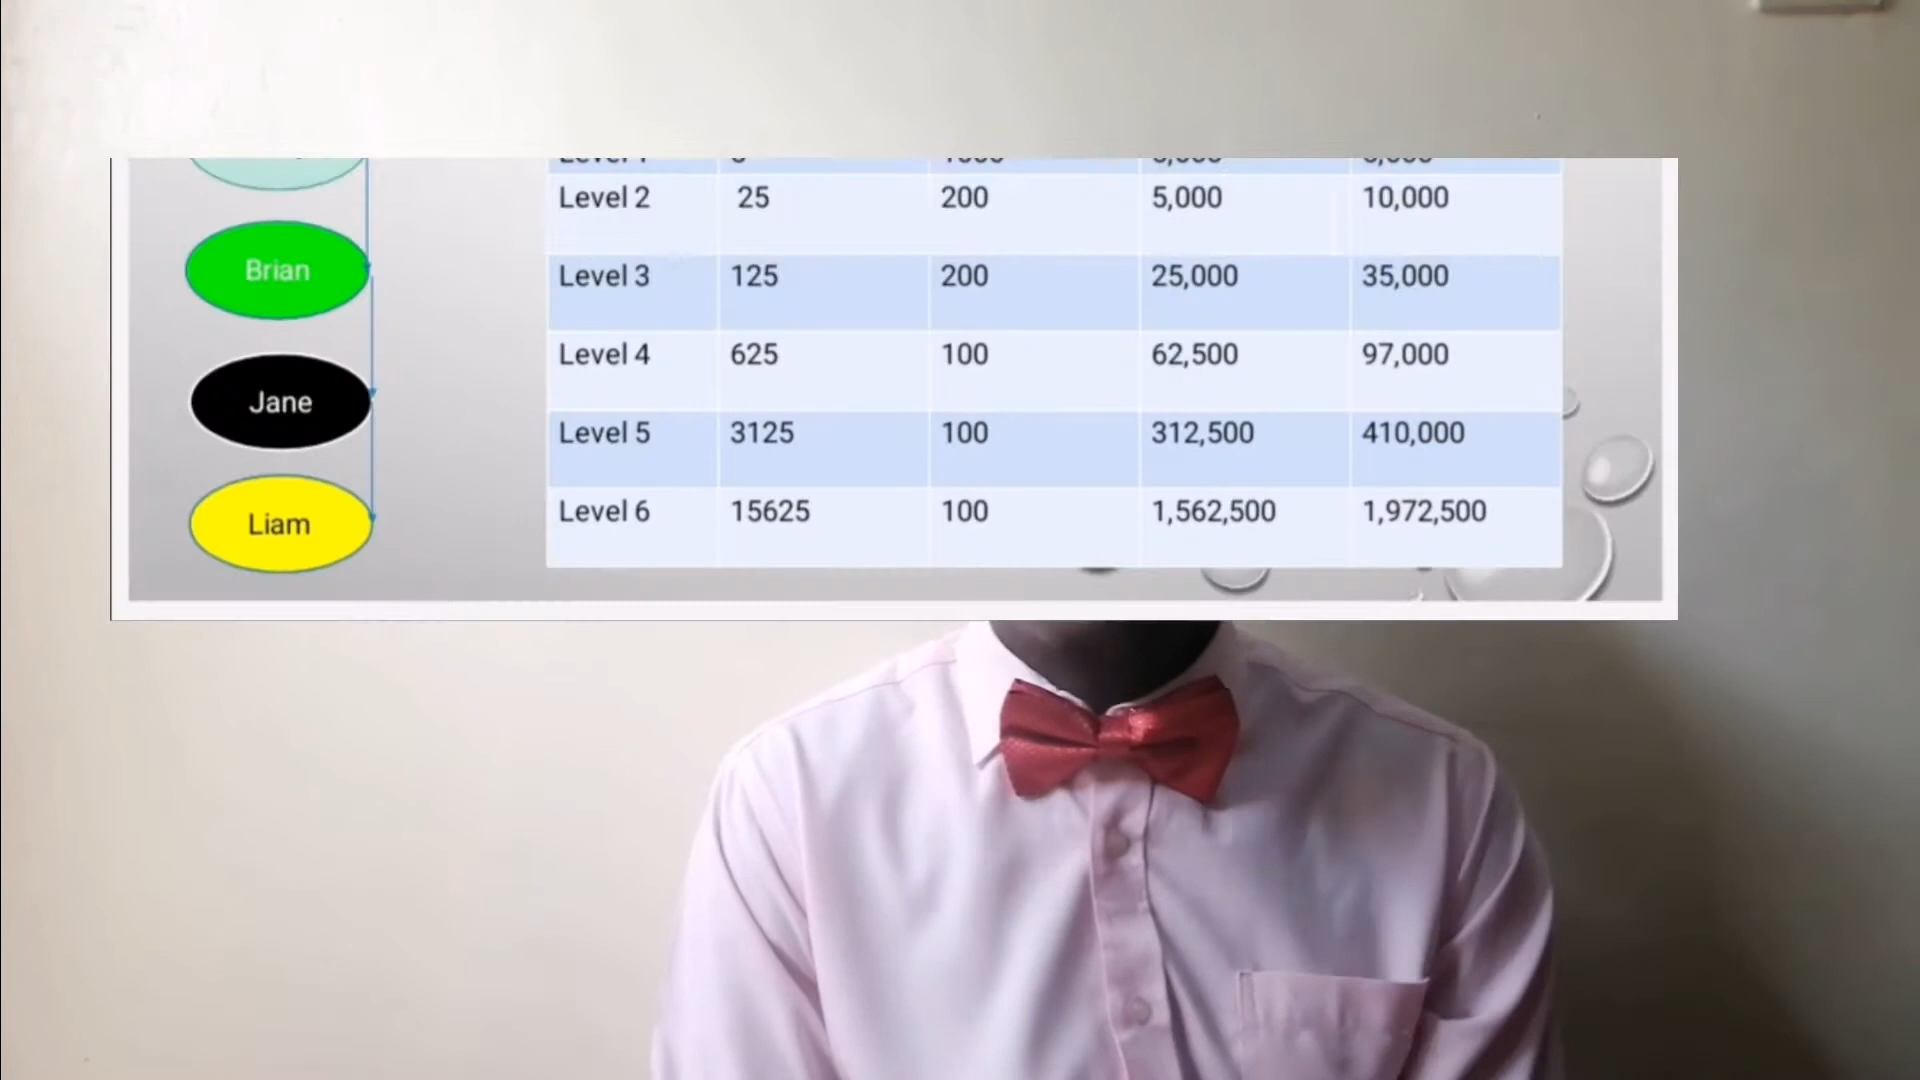 Level 2 25 200 5,000 10,000
Brian
Level 3 125 200 25,000 35,000
Level 4 625 100 62,500 97,000
Jane
Level 5 3125 100 312,500 410,000
Level 6 15625 100 1,562,500 1,972,500
Liam